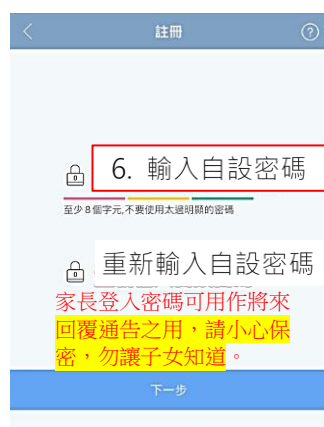 註冊
6. 輸入自設密碼
至少8個字元,不要使用太過明顯的密碼
重新輸入自設密碼
家長登入密碼可用作將來
回覆通告之用，請小心保
密，勿讓子女知道。
下一步